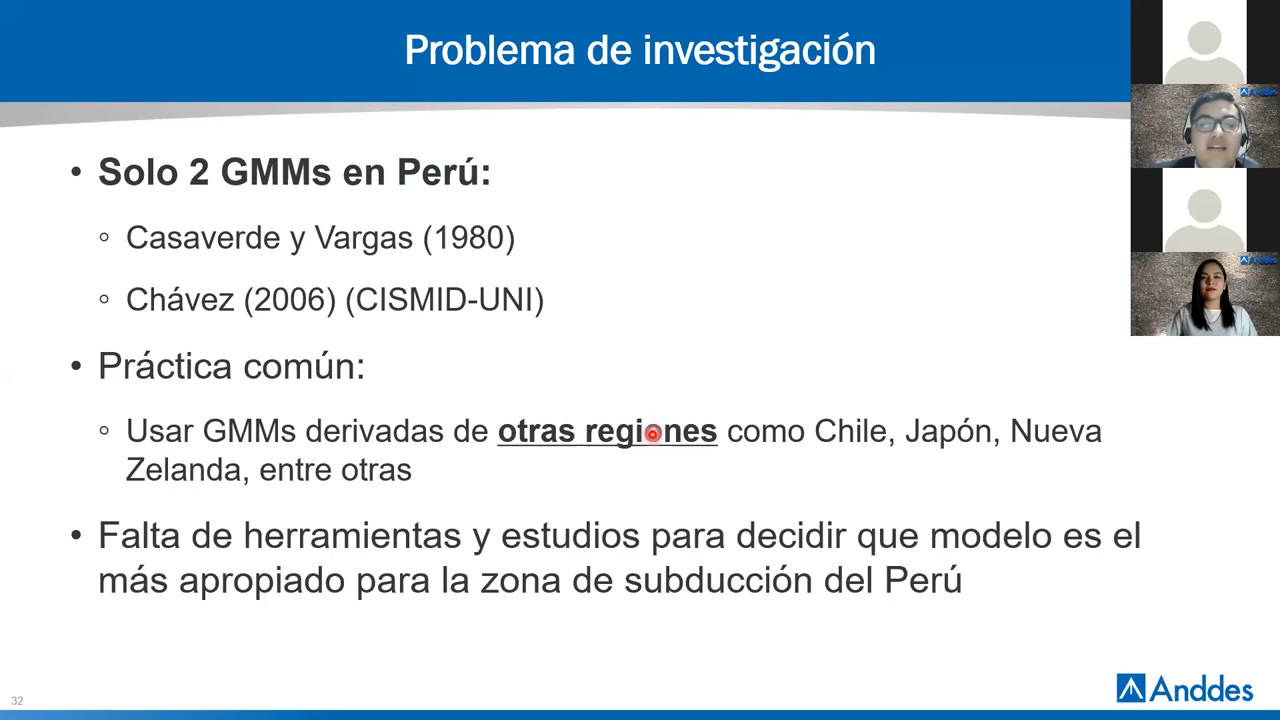 Problema de investigación
• Solo 2 GMMs en Perú:
◦ Casaverde y Vargas (1980)
◦ Chávez (2006) (CISMID-UNI)
• Práctica común:
◦ Usar GMMs derivadas de otras regiones como Chile, Japón, Nueva
Zelanda, entre otras
• Falta de herramientas y estudios para decidir que modelo es el
más apropiado para la zona de subducción del Perú
32
Anddes
Anddes
Anddes